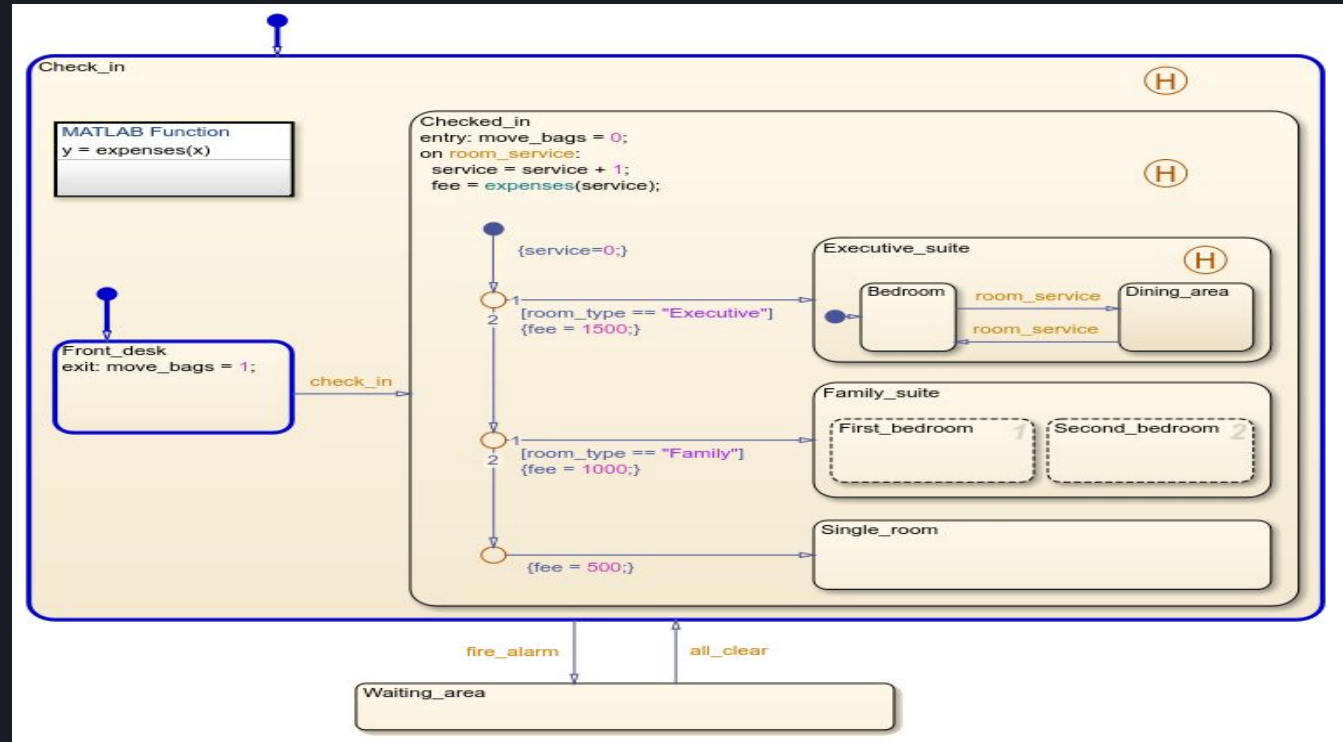 Check_in
H
MATLAB Function
y = expenses(x)
Checked_in
entry: move_bags = 0;
on room_service:
service = service + 1;
fee = expenses(service);
H
{service=0;}
Executive_suite
H
Bedroom
room_service
Dining_area
room_service
1
[room_type == "Executive"]
2
{fee = 1500;}
Front_desk
exit: move_bags = 1;
check_in
Family_suite
First_bedroom 1
Second_bedroom 2
1
[room_type == "Family"]
2
{fee = 1000;}
Single_room
{fee = 500;}
fire_alarm
all_clear
Waiting_area